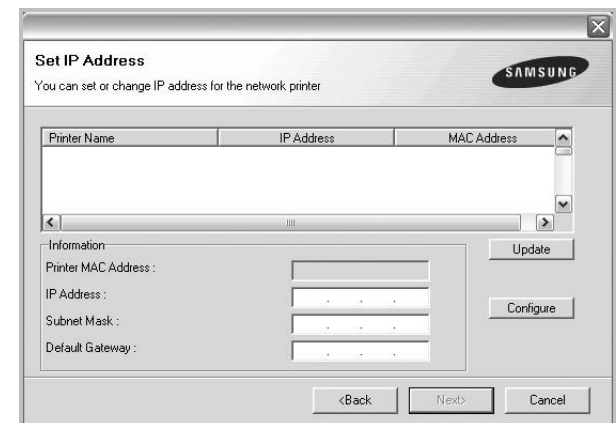 Set IP Address
You can set or change IP address for the network printer
SAMSUNG
Printer Name IP Address MAC Address
Information
Update
Printer MAC Address :
IP Address : . . .
Configure
Subnet Mask : . . .
Default Gateway : . . .
<Back Next> Cancel